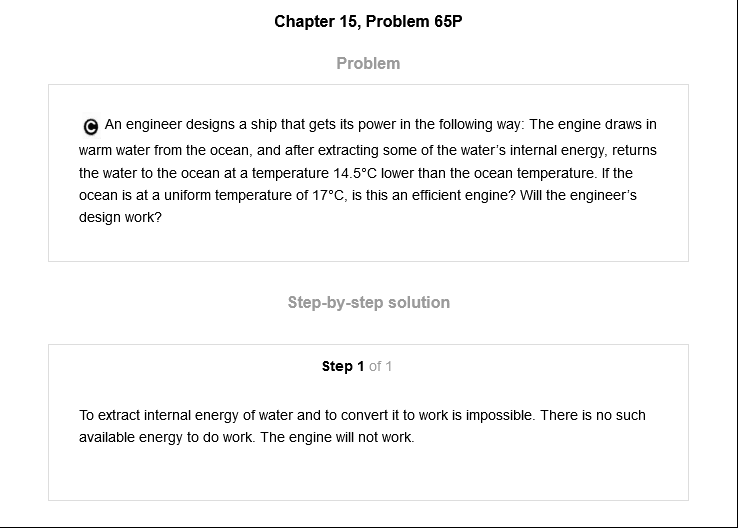 Chapter 15, Problem 65P
Problem
© An engineer designs a ship that gets its power in the following way: The engine draws in
warm water from the ocean, and after extracting some of the water's internal energy, returns
the water to the ocean at a temperature 14.5°C lower than the ocean temperature. If the
ocean is at a uniform temperature of 17°C, is this an efficient engine? Will the engineer's
design work?
Step-by-step solution
Step 1 of 1
To extract internal energy of water and to convert it to work is impossible. There is no such
available energy to do work. The engine will not work.